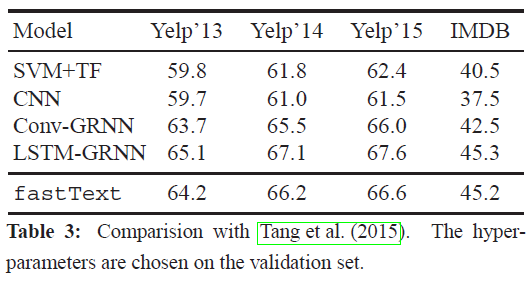 Model Yelp'13 Yelp'14 Yelp'15 IMDB
SVM+TF 59.8 61.8 62.4 40.5
CNN 59.7 61.0 61.5 37.5
Conv-GRNN 63.7 65.5 66.0 42.5
LSTM-GRNN 65.1 67.1 67.6 45.3
fastText 64.2 66.2 66.6 45.2
Table 3: Comparision with Tang et al. (2015). The hyper-
parameters are chosen on the validation set.